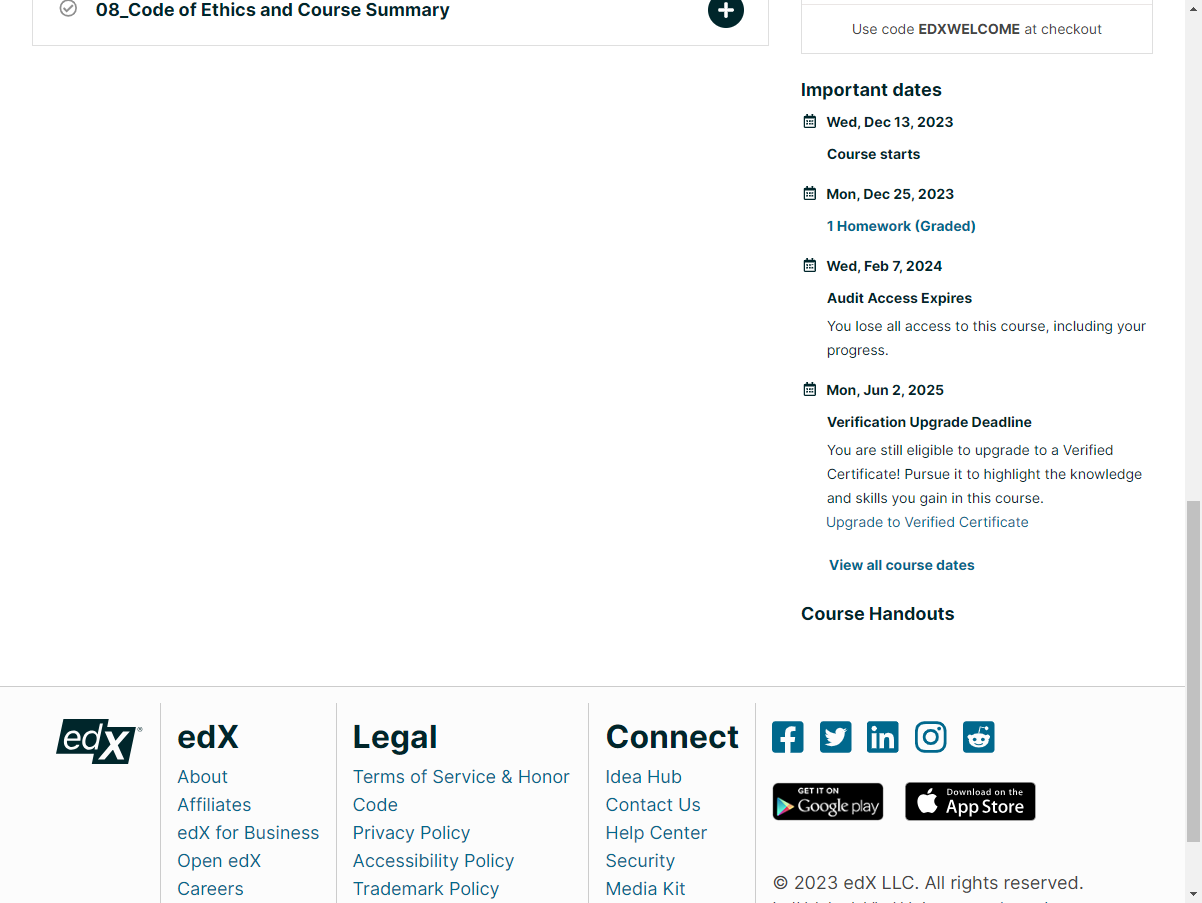 08_Code of Ethics and Course Summary
Use code EDXWELCOME at checkout
Important dates
Wed, Dec 13, 2023
Course starts
Mon, Dec 25, 2023
1 Homework (Graded)
Wed, Feb 7, 2024
Audit Access Expires
You lose all access to this course, including your
progress.
Mon, Jun 2, 2025
Verification Upgrade Deadline
You are still eligible to upgrade to a Verified
Certificate! Pursue it to highlight the knowledge
and skills you gain in this course.
Upgrade to Verified Certificate
View all course dates
Course Handouts
edX®
edX
About
Affiliates
edX for Business
Open edX
Careers
Legal
Terms of Service & Honor
Code
Privacy Policy
Accessibility Policy
Trademark Policy
Connect
Idea Hub
Contact Us
Help Center
Security
Media Kit
GET IT ON
Google play
Download on the
App Store
© 2023 edX LLC. All rights reserved.